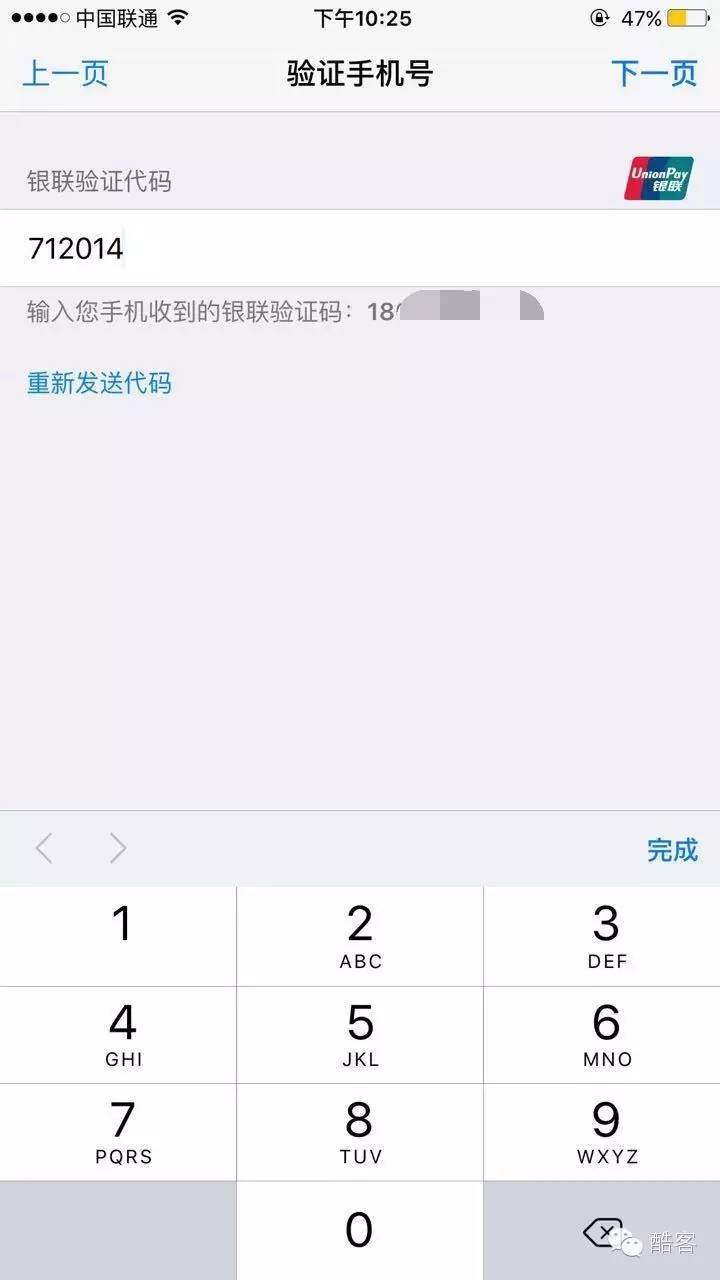 中国联通 下午10:25 47%
上一页 验证手机号 下一页
银联验证代码 UnionPay 银联
712014
输入您手机收到的银联验证码：18
重新发送代码
完成
1 2 3
ABC DEF
4 5 6
GHI JKL MNO
7 8 9
PQRS TUV WXYZ
0
酷客